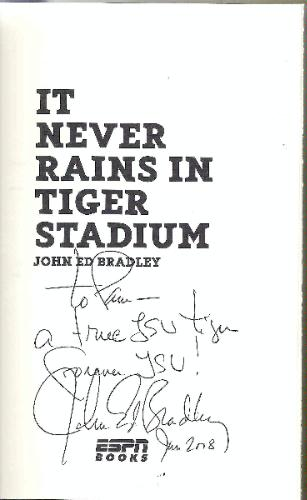 IT
NEVER
RAINS IN
TIGER
STADIUM
JOHN ED BRADLEY
to Pam—
a true LSU tiger
forever LSU!
John Ed Bradley
Jan 2008
ESPN
BOOKS